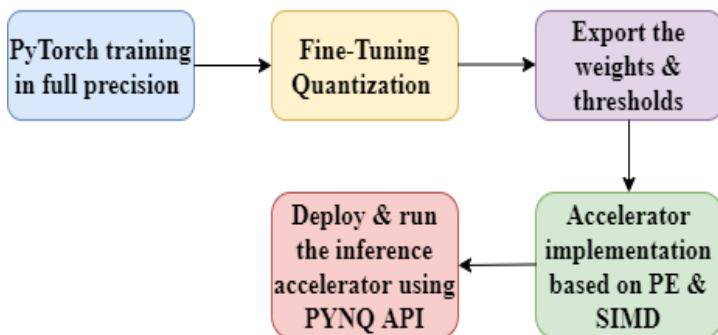 PyTorch training
in full precision
Fine-Tuning
Quantization
Export the
weights &
thresholds
Accelerator
implementation
based on PE &
SIMD
Deploy & run
the inference
accelerator using
PYNQ API